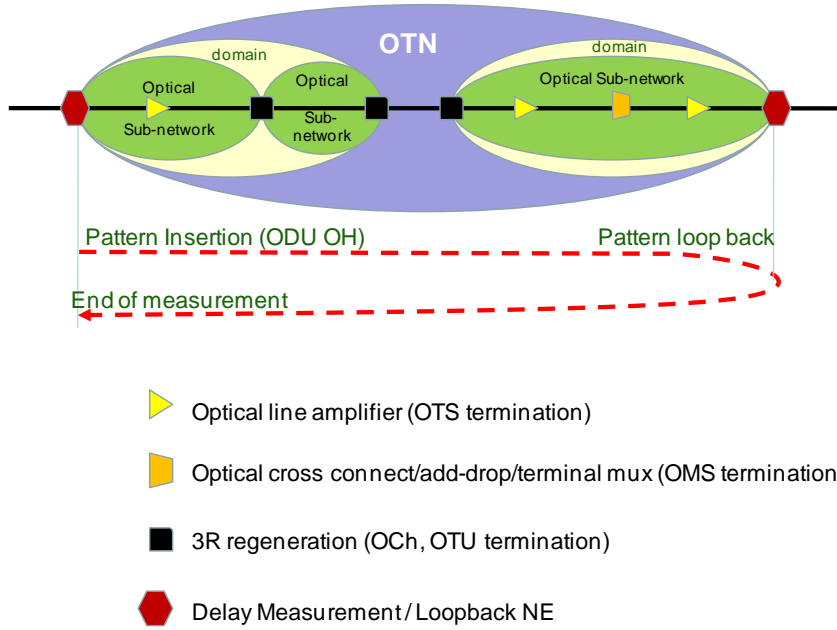 OTN
domain
domain
Optical
Optical
Optical Sub-network
Sub-network
Sub-
network
Pattern Insertion (ODU OH)
Pattern loop back
End of measurement
Optical line amplifier (OTS termination)
Optical cross connect/add-drop/terminal mux (OMS termination
3R regeneration (OCh, OTU termination)
Delay Measurement / Loopback NE